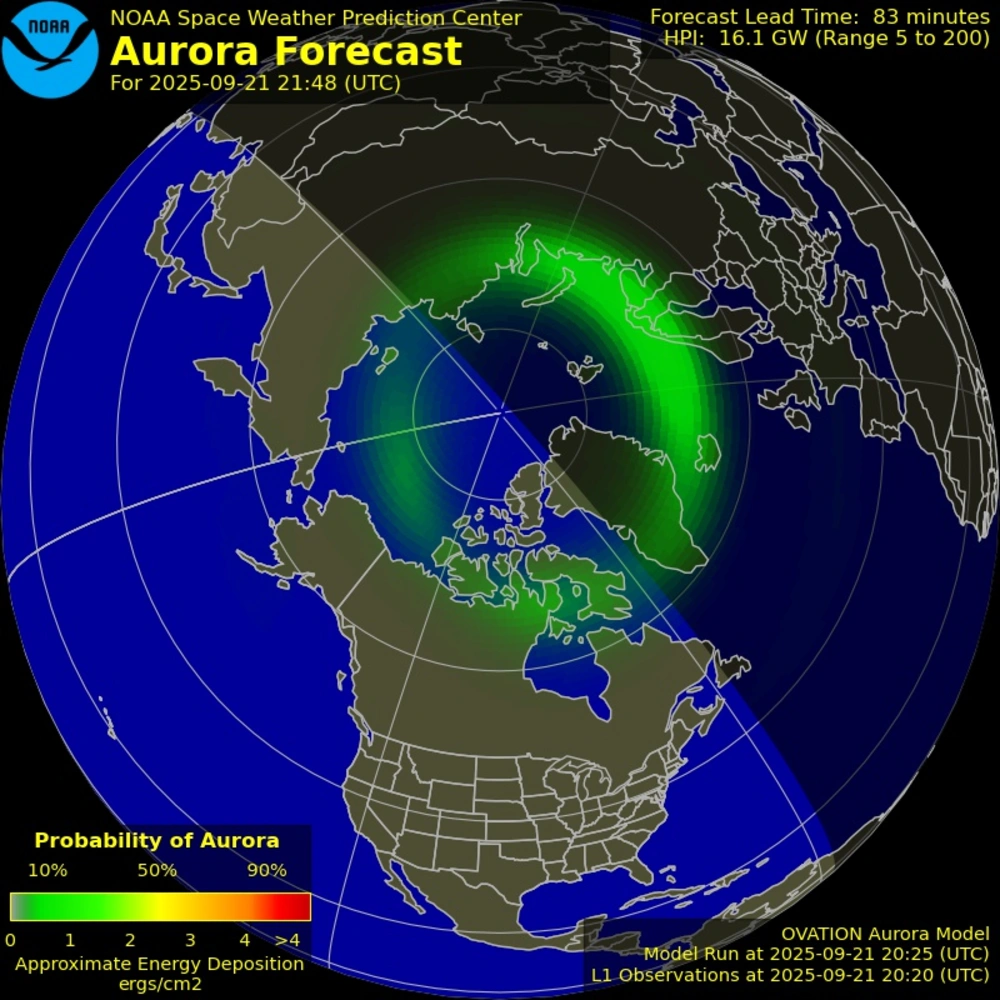 NOAA
NOAA Space Weather Prediction Center
Aurora Forecast
For 2025-09-21 21:48 (UTC)
Forecast Lead Time: 83 minutes
HPI: 16.1 GW (Range 5 to 200)
Probability of Aurora
10% 50% 90%
0 1 2 3 4 >4
Approximate Energy Deposition
ergs/cm2
OVATION Aurora Model
Model Run at 2025-09-21 20:25 (UTC)
L1 Observations at 2025-09-21 20:20 (UTC)